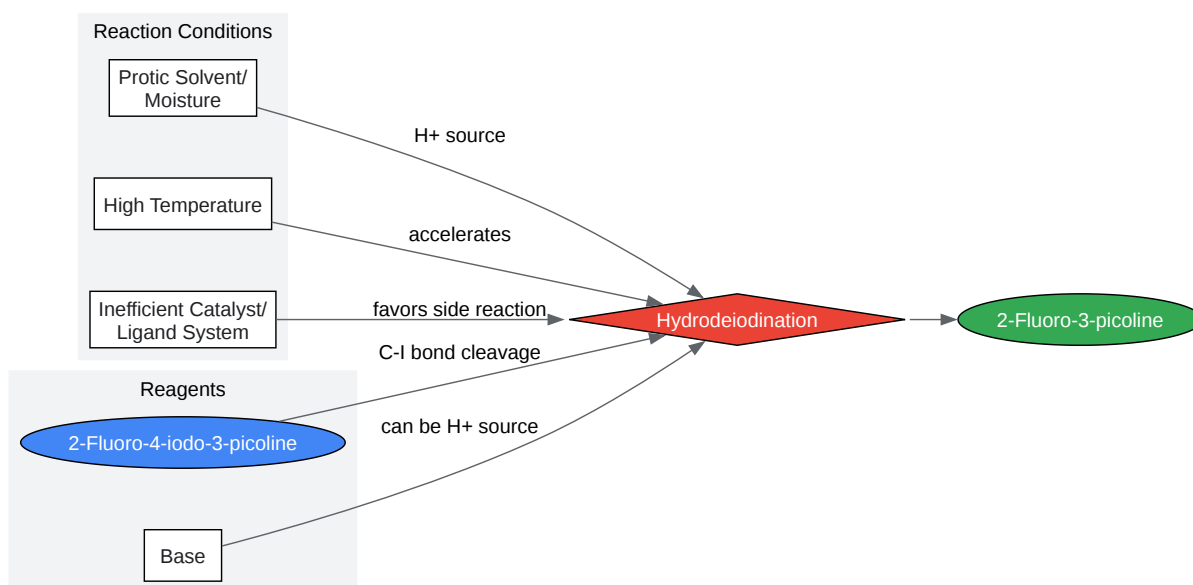 Reaction Conditions
Protic Solvent/
Moisture
H+ source
High Temperature
accelerates
Inefficient Catalyst/
Ligand System
favors side reaction
Hydrodeiodination
2-Fluoro-3-picoline
C-I bond cleavage
Reagents
2-Fluoro-4-iodo-3-picoline
can be H+ source
Base